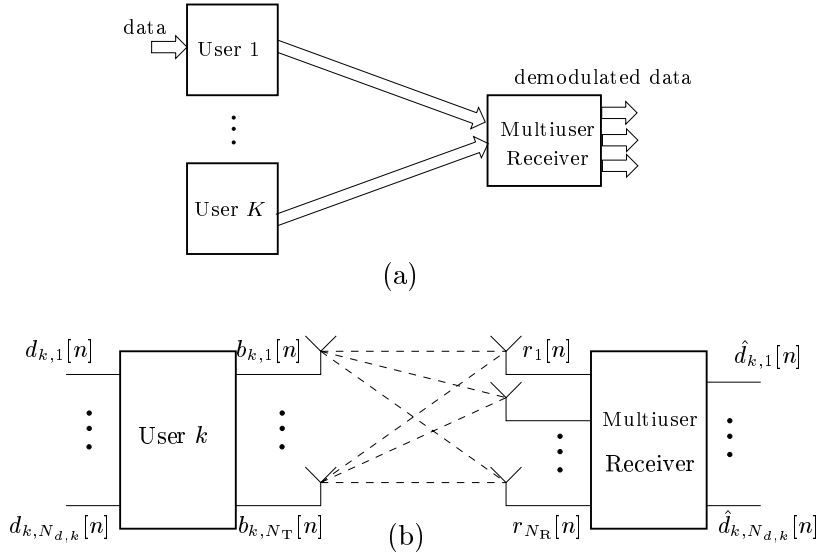 data
User 1
demodulated data
Multiuser
Receiver
User K
(a)
d_{k,1}[n]
b_{k,1}[n]
r_1[n]
\hat{d}_{k,1}[n]
User k
Multiuser
Receiver
d_{k,N_{d,k}}[n]
b_{k,N_T}[n]
r_{N_R}[n]
\hat{d}_{k,N_{d,k}}[n]
(b)